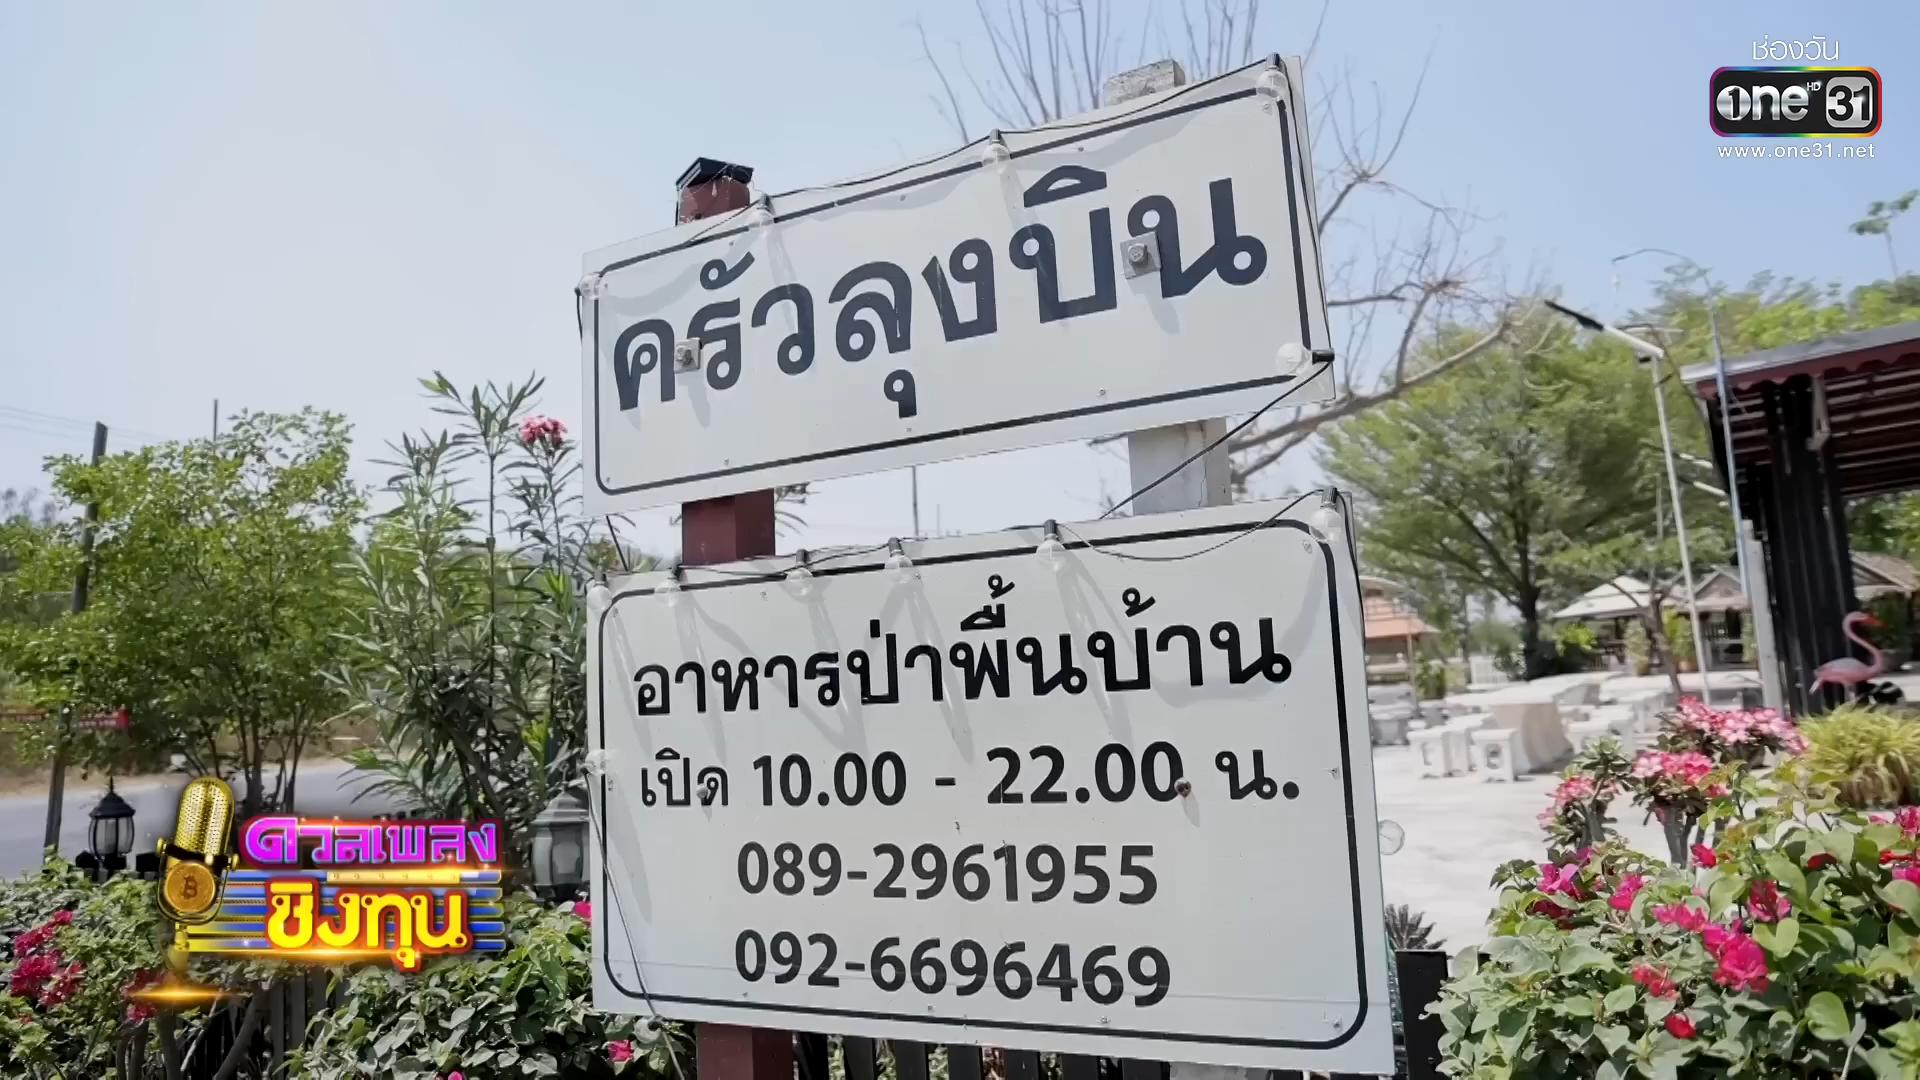 ช่องวัน
one HD 31
www.one31.net
ครัวลุงบิน
อาหารป่าพื้นบ้าน
เปิด 10.00 - 22.00 น.
089-2961955
092-6696469
ดวลเพลง
ชิงทุน